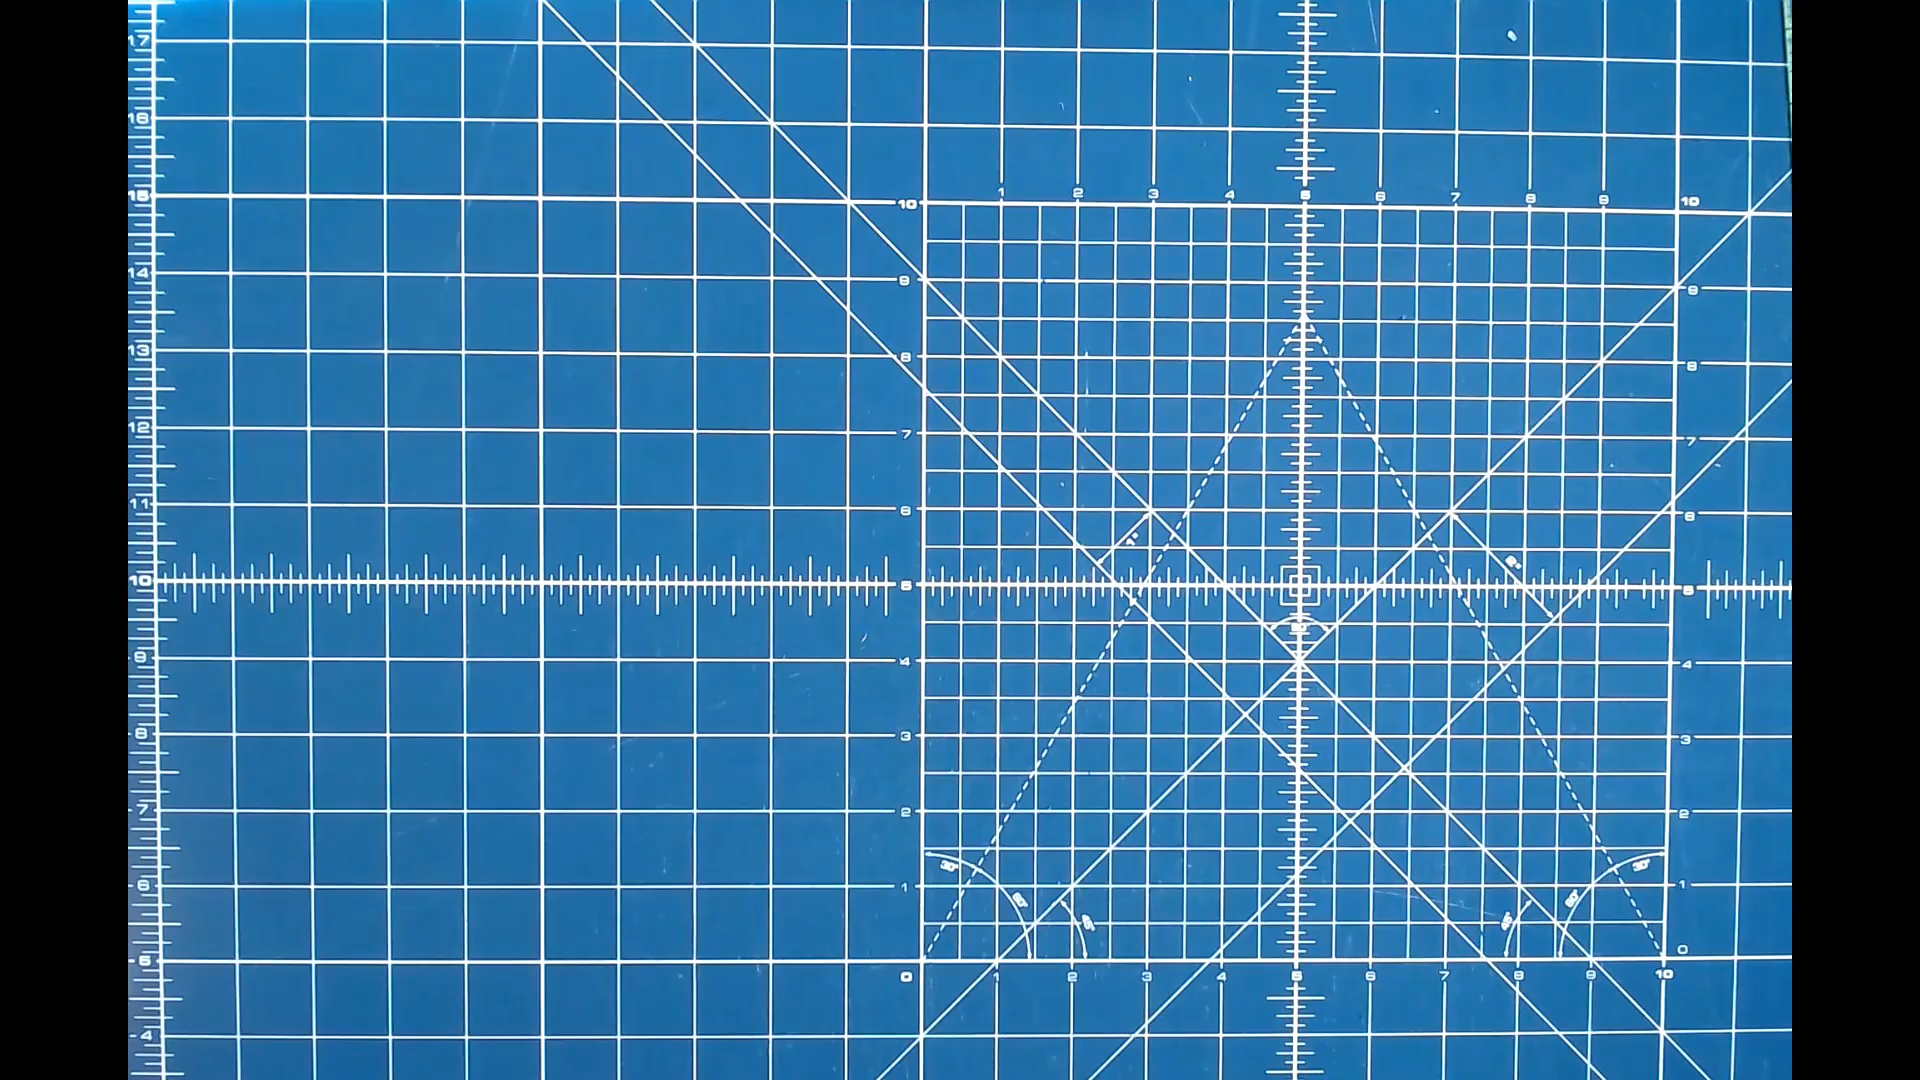 17
16
1 2 3 4 5 6 7 8 9 10
15 10
14 9 9
13 8 8
12 7 7
11 6 6
1"
10 5 5
90°
9 4 4
8 3 3
7 2 2
30° 30°
6 1 1
60° 60°
45° 45°
5 0
0 1 2 3 4 5 6 7 8 9 10
4